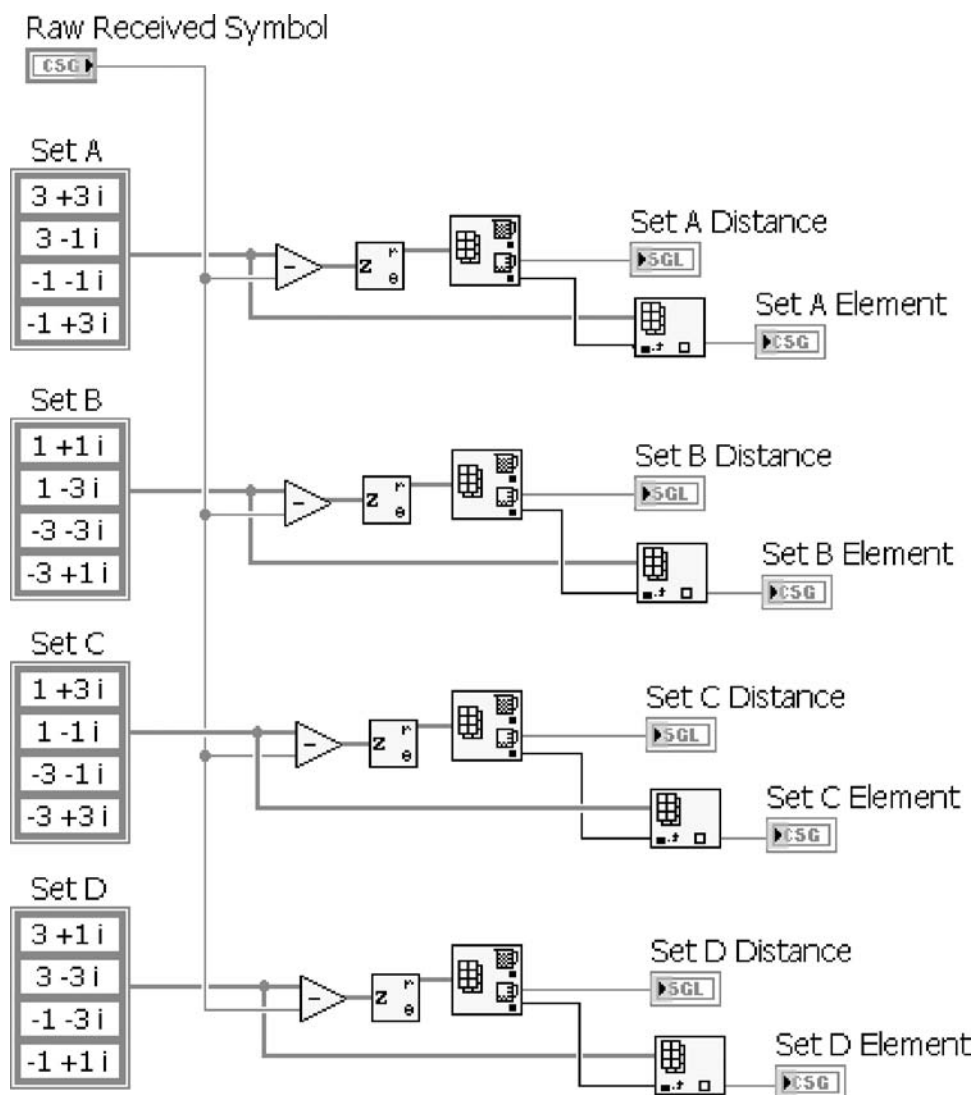 Raw Received Symbol
CSG
Set A
3 +3 i
3 -1 i
-1 -1 i
-1 +3 i
z r θ
Set A Distance
SGL
Set A Element
CSG
Set B
1 +1 i
1 -3 i
-3 -3 i
-3 +1 i
z r θ
Set B Distance
SGL
Set B Element
CSG
Set C
1 +3 i
1 -1 i
-3 -1 i
-3 +3 i
z r θ
Set C Distance
SGL
Set C Element
CSG
Set D
3 +1 i
3 -3 i
-1 -3 i
-1 +1 i
z r θ
Set D Distance
SGL
Set D Element
CSG